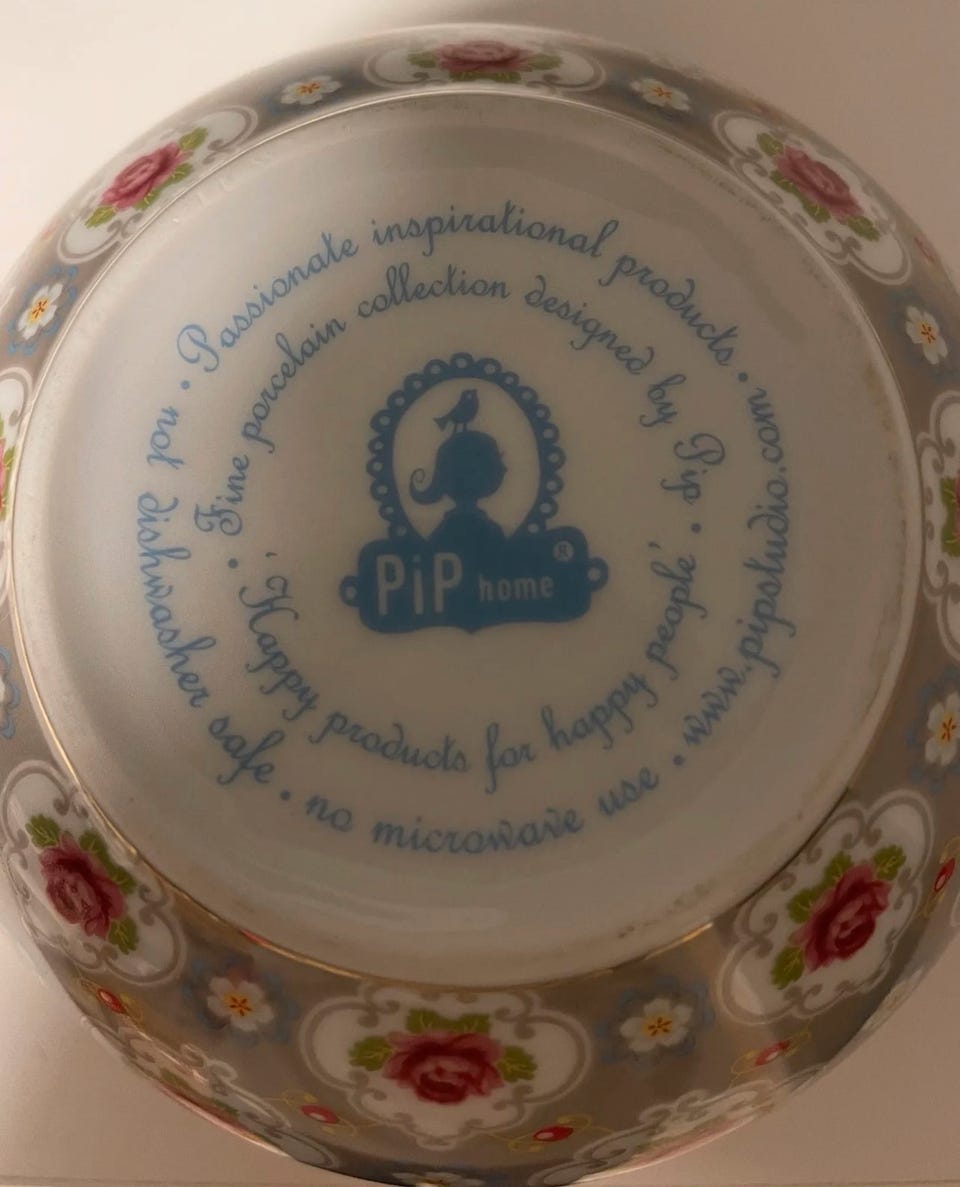 Passionate inspirational products •
www.pipstudio.com •
not dishwasher safe • no microwave use •
Fine porcelain collection designed by Pip •
'Happy products for happy people' •
PiP home ®